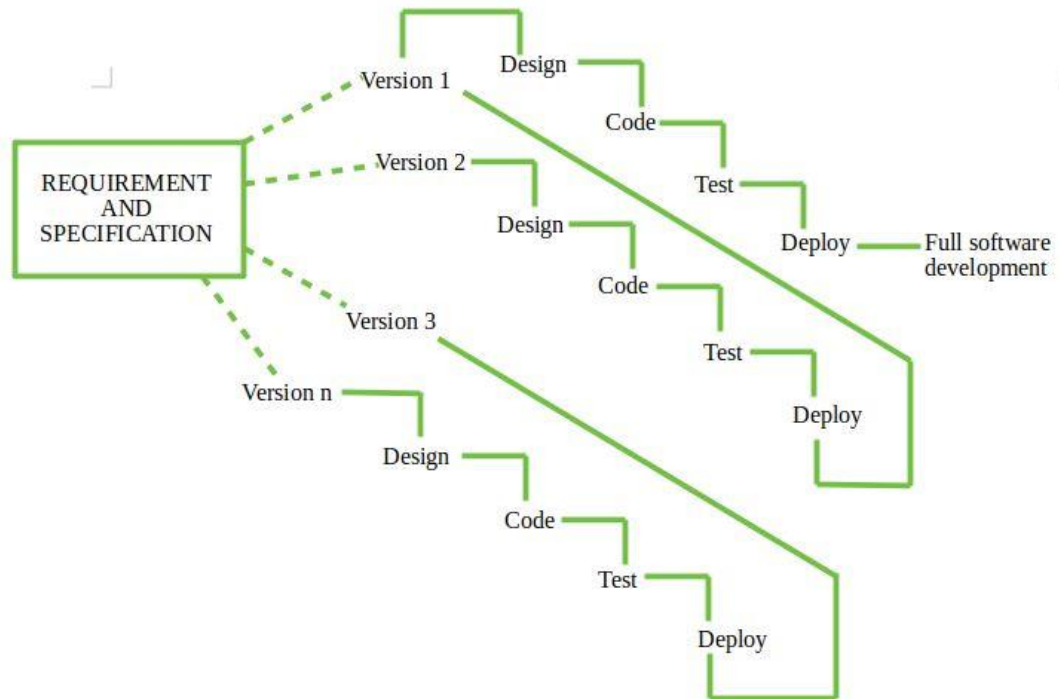 Version 1
Design
Code
Test
Deploy
Full software
development
REQUIREMENT
AND
SPECIFICATION
Version 2
Design
Code
Test
Deploy
Version 3
Version n
Design
Code
Test
Deploy